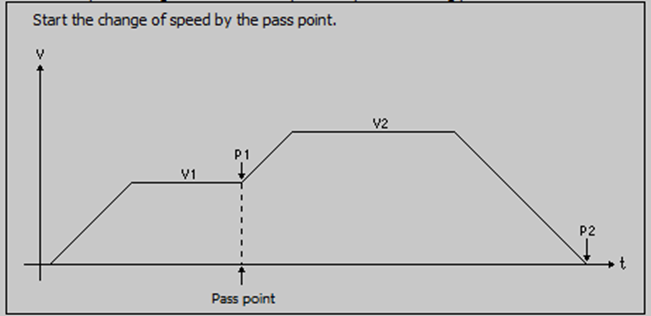 Start the change of speed by the pass point.
V
V2
P1
V1
P2
t
Pass point